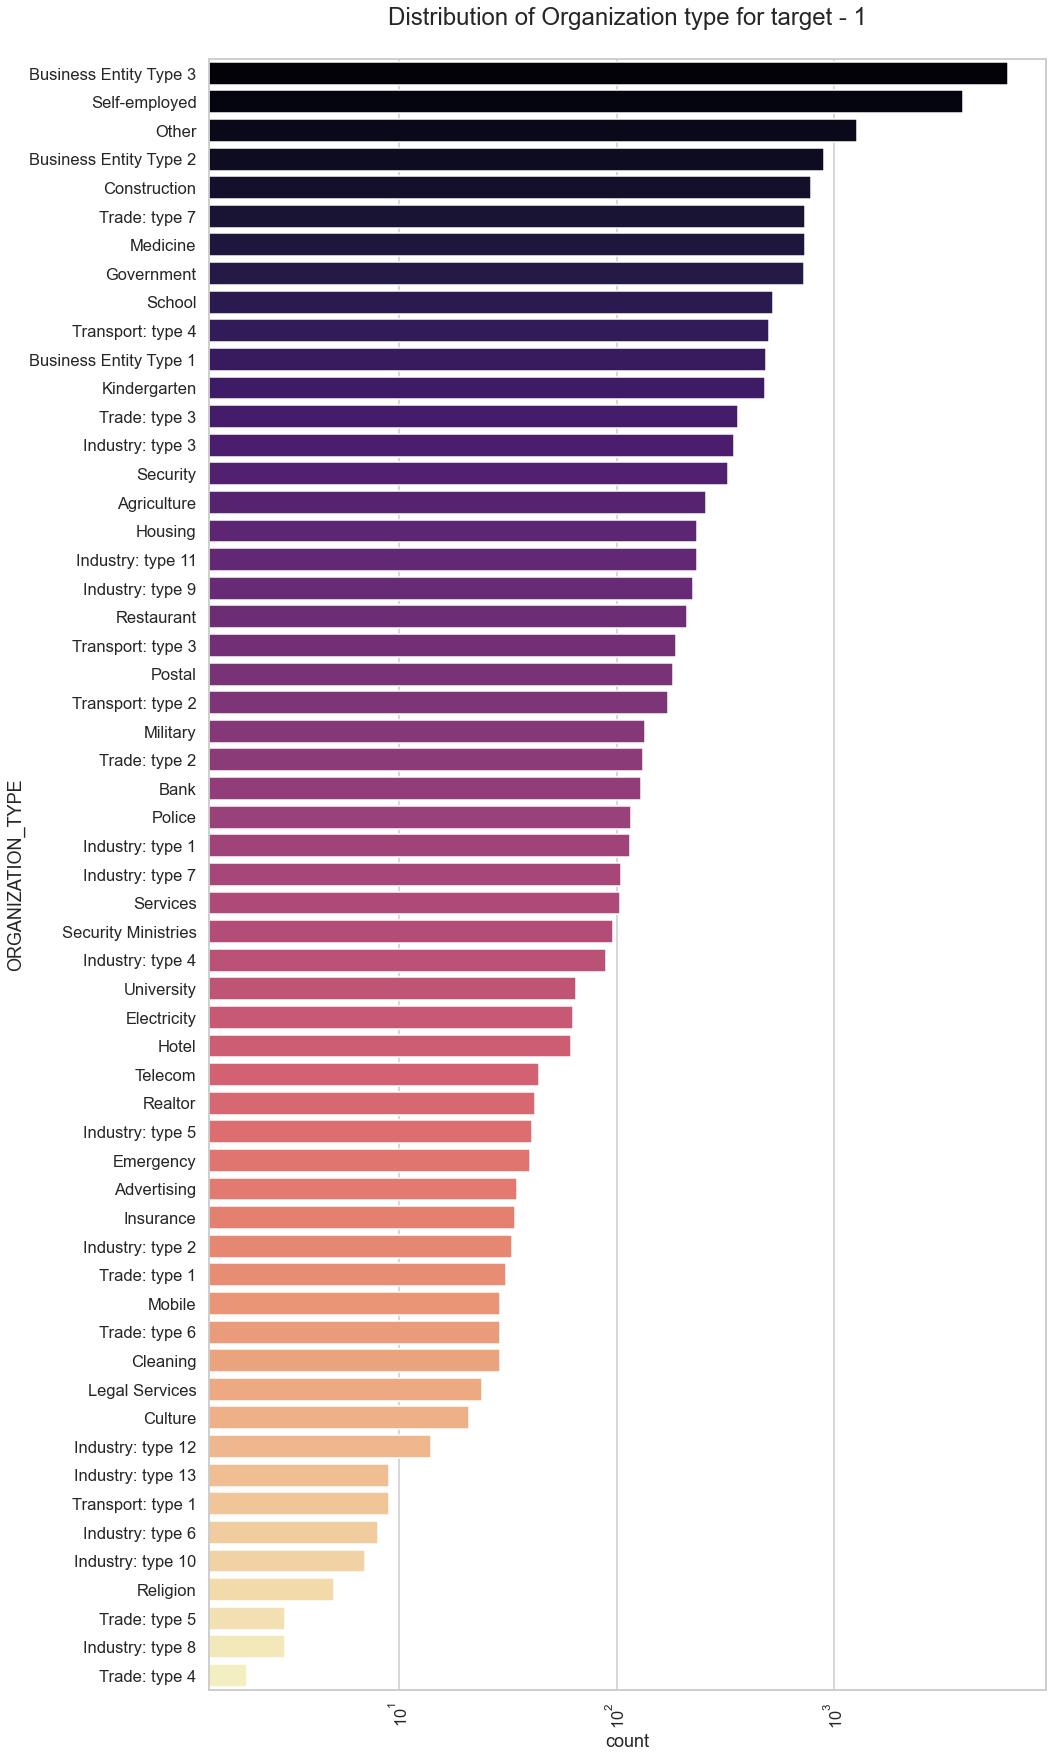 Distribution of Organization type for target - 1
ORGANIZATION_TYPE
Business Entity Type 3
Self-employed
Other
Business Entity Type 2
Construction
Trade: type 7
Medicine
Government
School
Transport: type 4
Business Entity Type 1
Kindergarten
Trade: type 3
Industry: type 3
Security
Agriculture
Housing
Industry: type 11
Industry: type 9
Restaurant
Transport: type 3
Postal
Transport: type 2
Military
Trade: type 2
Bank
Police
Industry: type 1
Industry: type 7
Services
Security Ministries
Industry: type 4
University
Electricity
Hotel
Telecom
Realtor
Industry: type 5
Emergency
Advertising
Insurance
Industry: type 2
Trade: type 1
Mobile
Trade: type 6
Cleaning
Legal Services
Culture
Industry: type 12
Industry: type 13
Transport: type 1
Industry: type 6
Industry: type 10
Religion
Trade: type 5
Industry: type 8
Trade: type 4
10¹
10²
10³
count